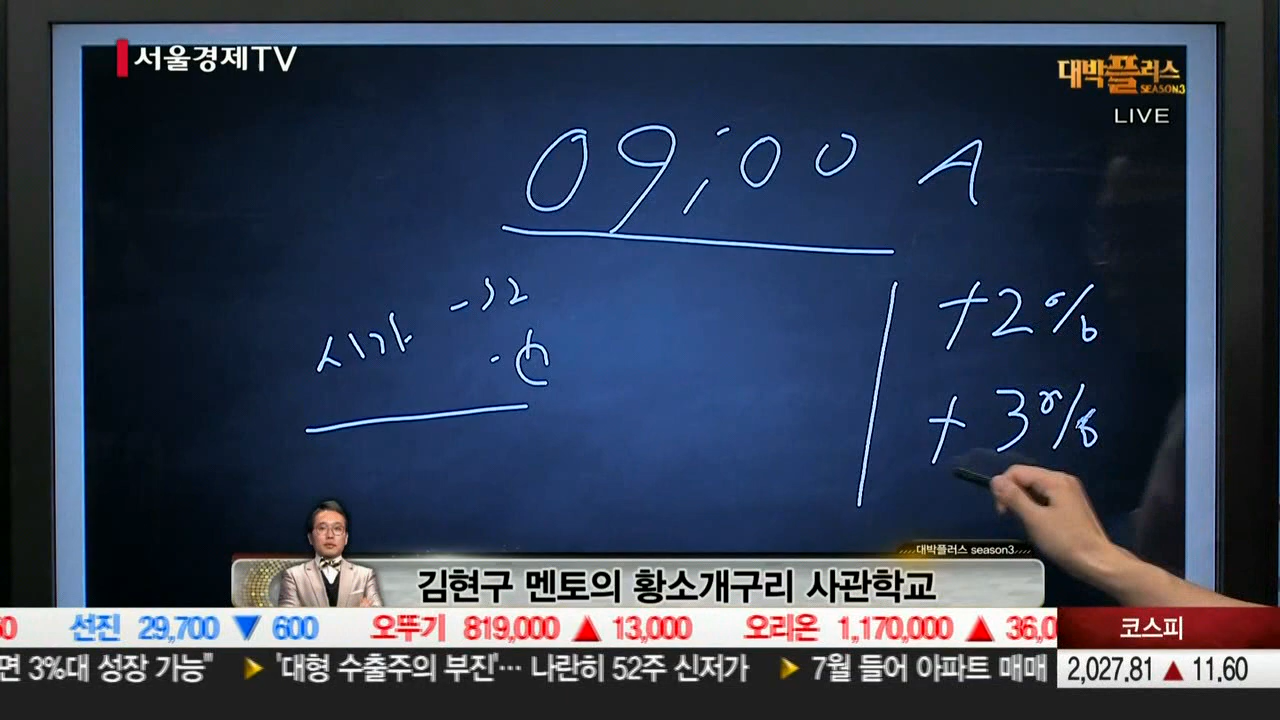 서울경제TV
대박플러스
SEASON3
LIVE
09:00 A
시가
+2%
+3%
대박플러스 season3
김현구 멘토의 황소개구리 사관학교
선진 29,700 ▼ 600 오뚜기 819,000 ▲ 13,000 오리온 1,170,000 ▲ 36,0
코스피
면 3%대 성장 가능" ▶ '대형 수출주의 부진'… 나란히 52주 신저가 ▶ 7월 들어 아파트 매매
2,027.81 ▲ 11.60